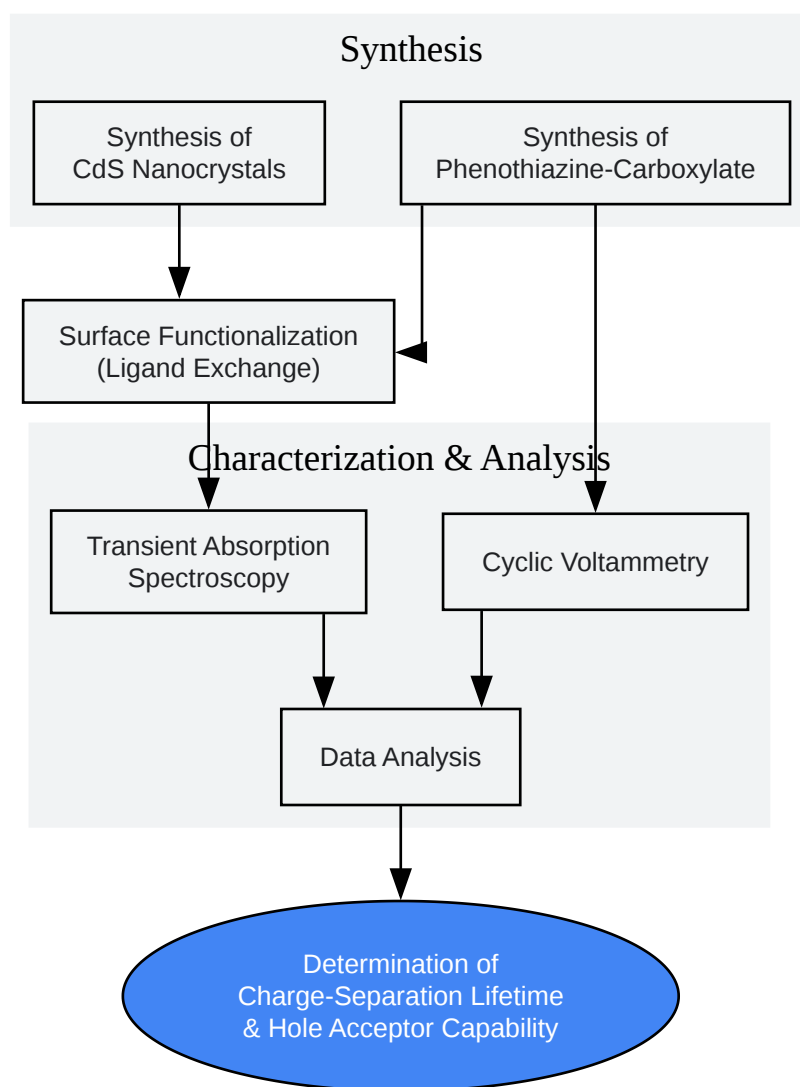 Synthesis
Synthesis of
CdS Nanocrystals
Synthesis of
Phenothiazine-Carboxylate
Surface Functionalization
(Ligand Exchange)
Characterization & Analysis
Transient Absorption
Spectroscopy
Cyclic Voltammetry
Data Analysis
Determination of
Charge-Separation Lifetime
& Hole Acceptor Capability